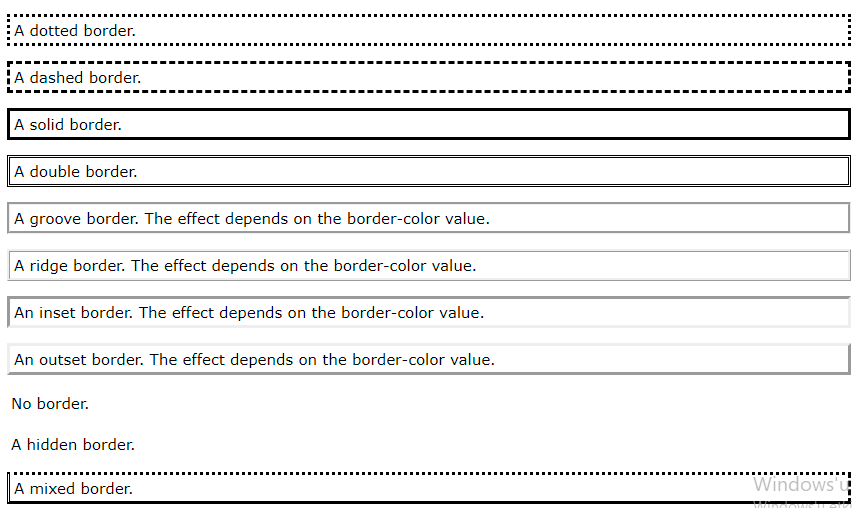 A dotted border.
A dashed border.
A solid border.
A double border.
A groove border. The effect depends on the border-color value.
A ridge border. The effect depends on the border-color value.
An inset border. The effect depends on the border-color value.
An outset border. The effect depends on the border-color value.
No border.
A hidden border.
A mixed border.
Windows'u